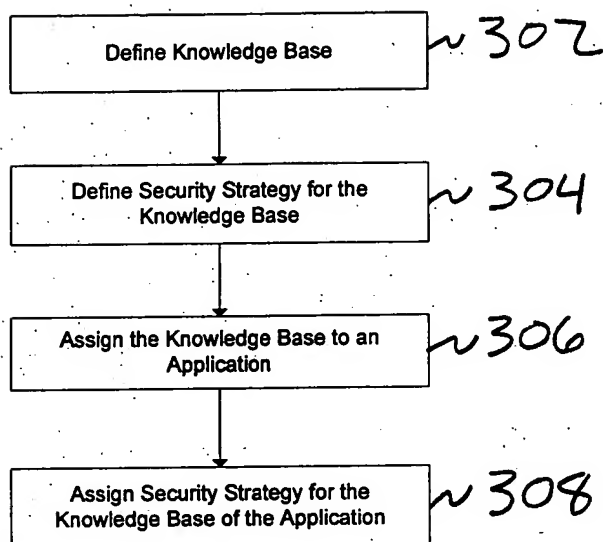 Define Knowledge Base
~302
Define Security Strategy for the
Knowledge Base
~304
Assign the Knowledge Base to an
Application
~306
Assign Security Strategy for the
Knowledge Base of the Application
~308